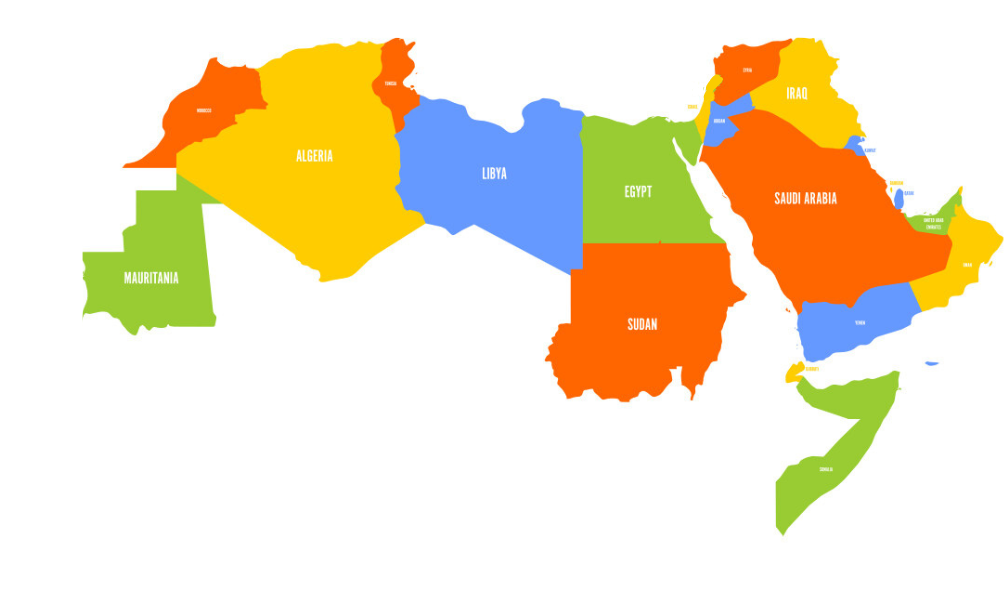 SYRIA
TUNISIA
IRAQ
MOROCCO
JORDAN
KUWAIT
ALGERIA
LIBYA
EGYPT
SAUDI ARABIA
BAHRAIN
QATAR
UNITED ARAB
EMIRATES
OMAN
MAURITANIA
SUDAN
YEMEN
DJIBOUTI
SOMALIA